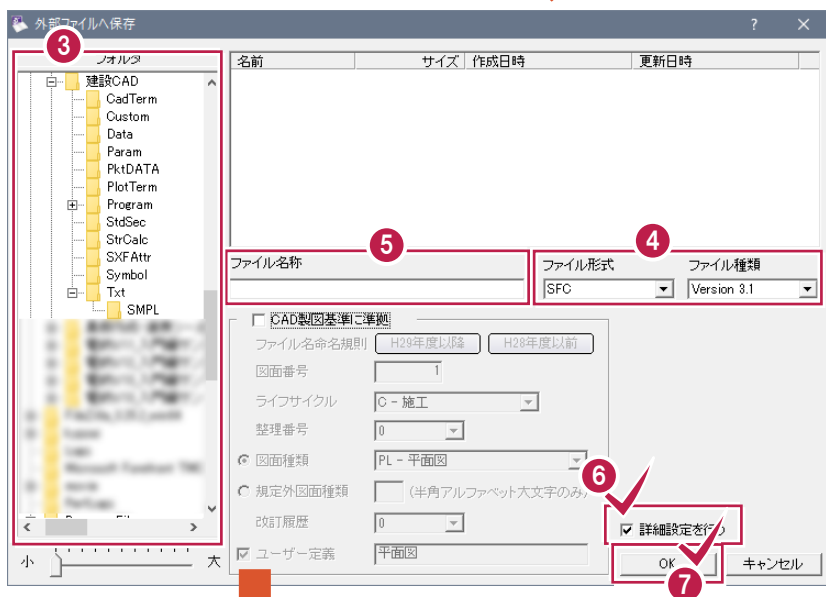 外部ファイルへ保存
3
フォルダ
建設CAD
CadTerm
Custom
Data
Param
PktDATA
PlotTerm
Program
StdSec
StrCalc
SXFAttr
Symbol
Txt
SMPL
小
大
名前 サイズ 作成日時 更新日時
5
ファイル名称
4
ファイル形式 ファイル種類
SFC Version 3.1
CAD製図基準に準拠
ファイル名命名規則 H29年度以降 H28年度以前
図面番号 1
ライフサイクル C - 施工
整理番号 0
図面種類 PL - 平面図
規定外図面種類 (半角アルファベット大文字のみ)
改訂履歴 0
ユーザー定義 平面図
6
詳細設定を行う
OK キャンセル
7